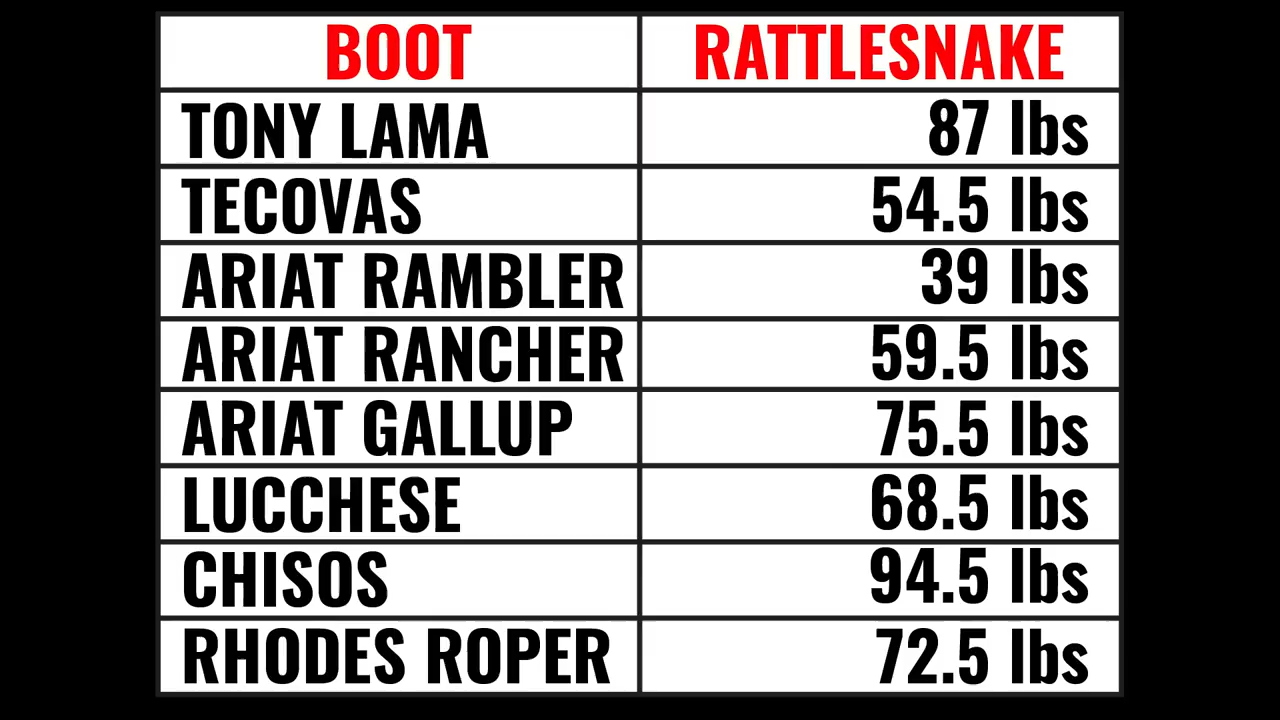 BOOT RATTLESNAKE
TONY LAMA 87 lbs
TECOVAS 54.5 lbs
ARIAT RAMBLER 39 lbs
ARIAT RANCHER 59.5 lbs
ARIAT GALLUP 75.5 lbs
LUCCHESE 68.5 lbs
CHISOS 94.5 lbs
RHODES ROPER 72.5 lbs